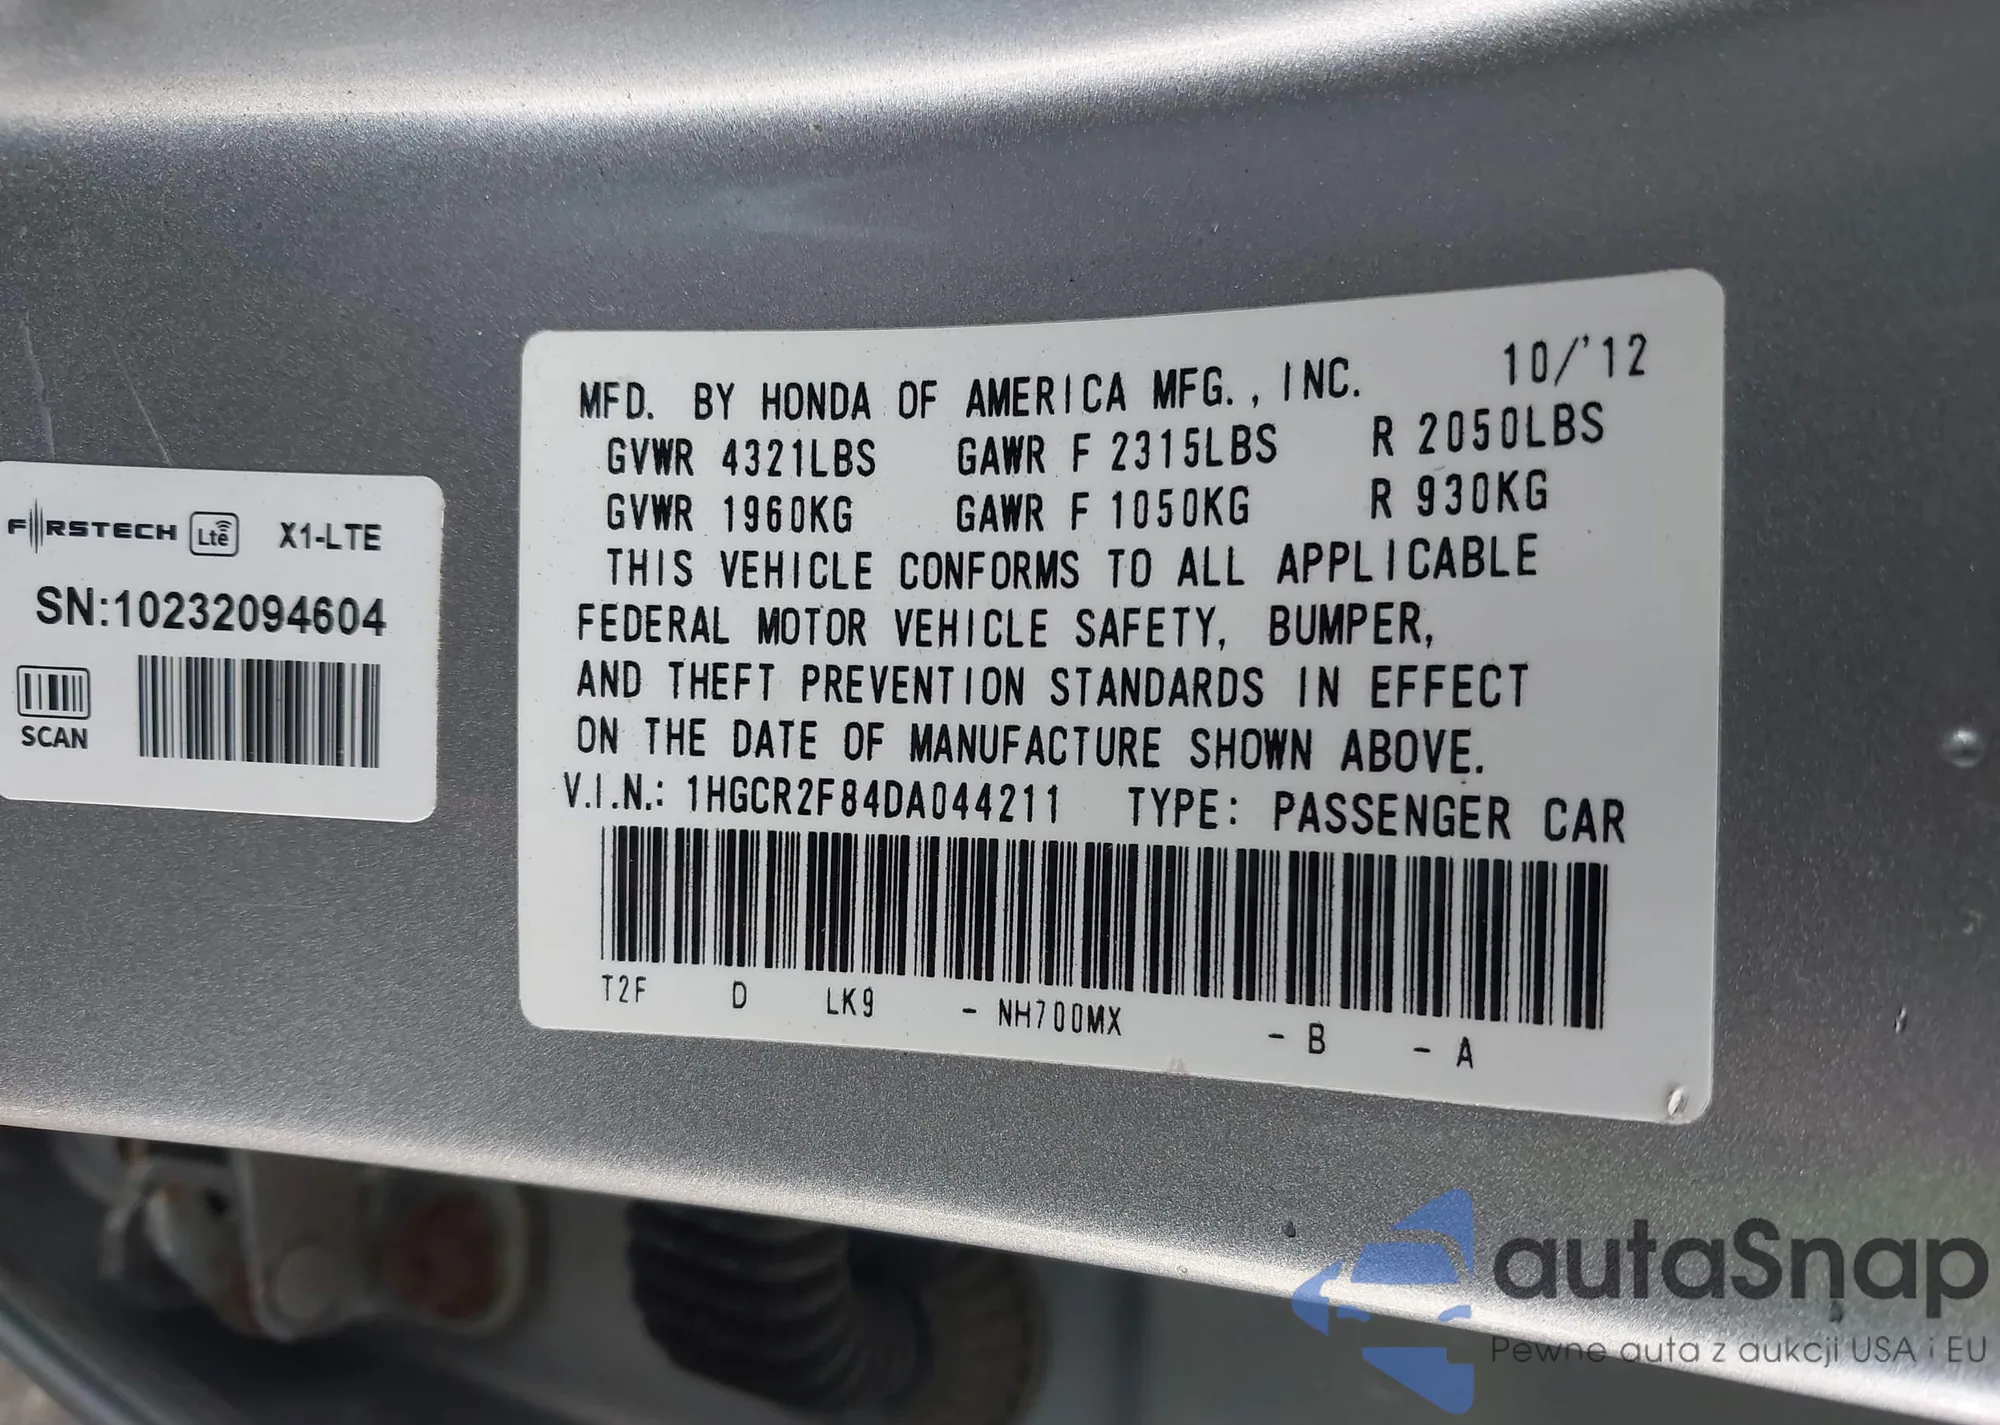 FIRSTECH Lte X1-LTE
SN:10232094604
SCAN
MFD. BY HONDA OF AMERICA MFG., INC. 10/'12
GVWR 4321LBS GAWR F 2315LBS R 2050LBS
GVWR 1960KG GAWR F 1050KG R 930KG
THIS VEHICLE CONFORMS TO ALL APPLICABLE
FEDERAL MOTOR VEHICLE SAFETY, BUMPER,
AND THEFT PREVENTION STANDARDS IN EFFECT
ON THE DATE OF MANUFACTURE SHOWN ABOVE.
V.I.N.: 1HGCR2F84DA044211 TYPE: PASSENGER CAR
T2F D LK9 - NH700MX - B - A
autaSnap
Pewne auta z aukcji USA i EU